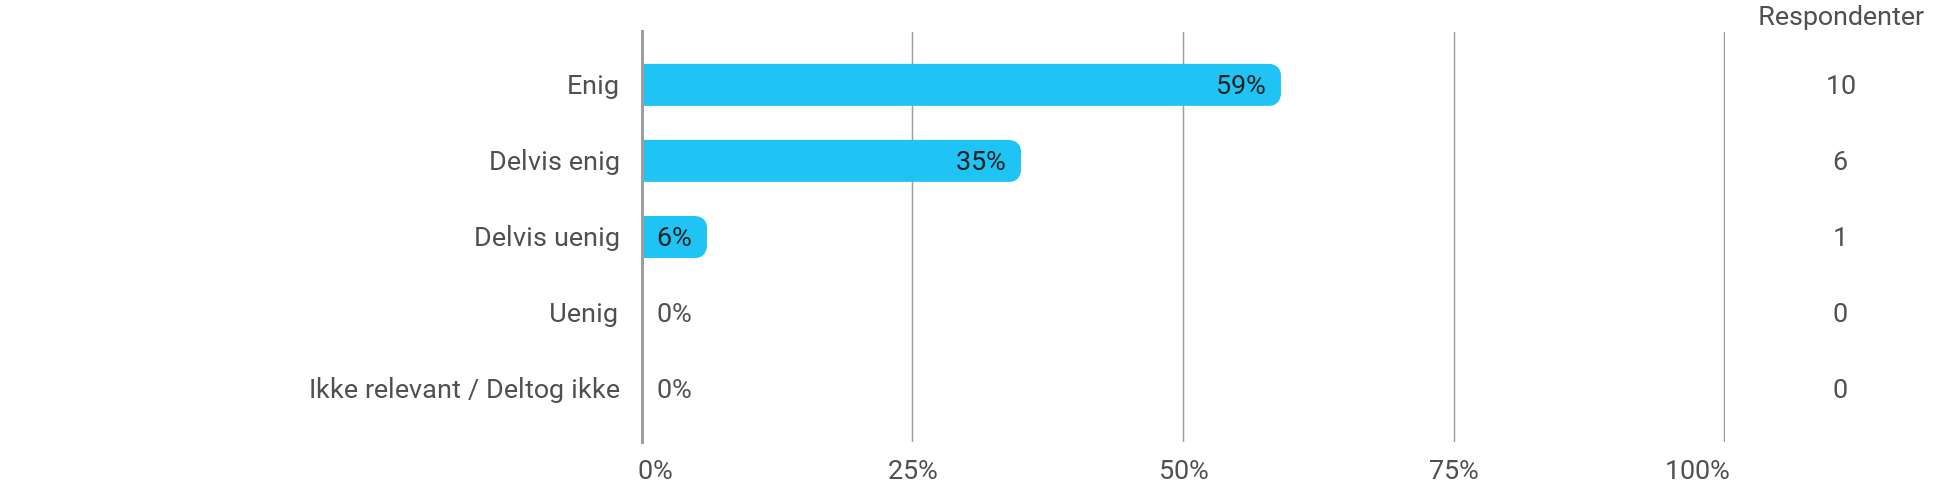 Respondenter
Enig 59% 10
Delvis enig 35% 6
Delvis uenig 6% 1
Uenig 0% 0
Ikke relevant / Deltog ikke 0% 0
0% 25% 50% 75% 100%